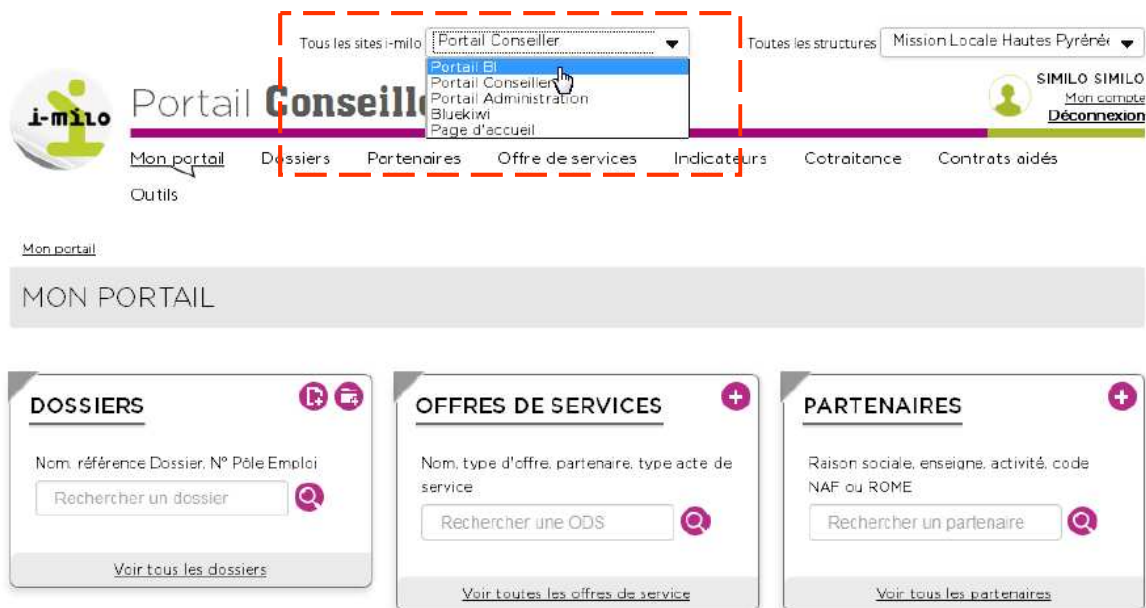 Tous les sites i-milo Portail Conseiller Toutes les structures Mission Locale Hautes Pyréné
Portail BI
Portail Conseiller
Portail Administration
Bluekiwi
Page d'accueil
i-milo
Portail Conseille
SIMILO SIMILO
Mon compte
Déconnexion
Mon portail Dossiers Partenaires Offre de services Indicateurs Cotraitance Contrats aidés
Outils
Mon portail
MON PORTAIL
DOSSIERS
Nom, référence Dossier, N° Pôle Emploi
Rechercher un dossier
Voir tous les dossiers
OFFRES DE SERVICES
Nom, type d'offre, partenaire, type acte de
service
Rechercher une ODS
Voir toutes les offres de service
PARTENAIRES
Raison sociale, enseigne, activité, code
NAF ou ROME
Rechercher un partenaire
Voir tous les partenaires